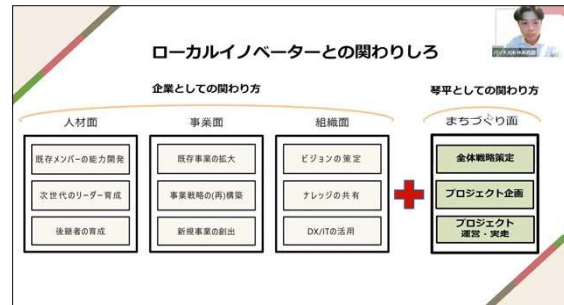 ローカルイノベーターとの関わりしろ
企業としての関わり方
琴平としての関わり方
人材面
事業面
組織面
まちづくり面
既存メンバーの能力開発
既存事業の拡大
ビジョンの策定
全体戦略策定
次世代のリーダー育成
事業戦略の(再)構築
ナレッジの共有
プロジェクト企画
後継者の育成
新規事業の創出
DX/ITの活用
プロジェクト
運営・実走